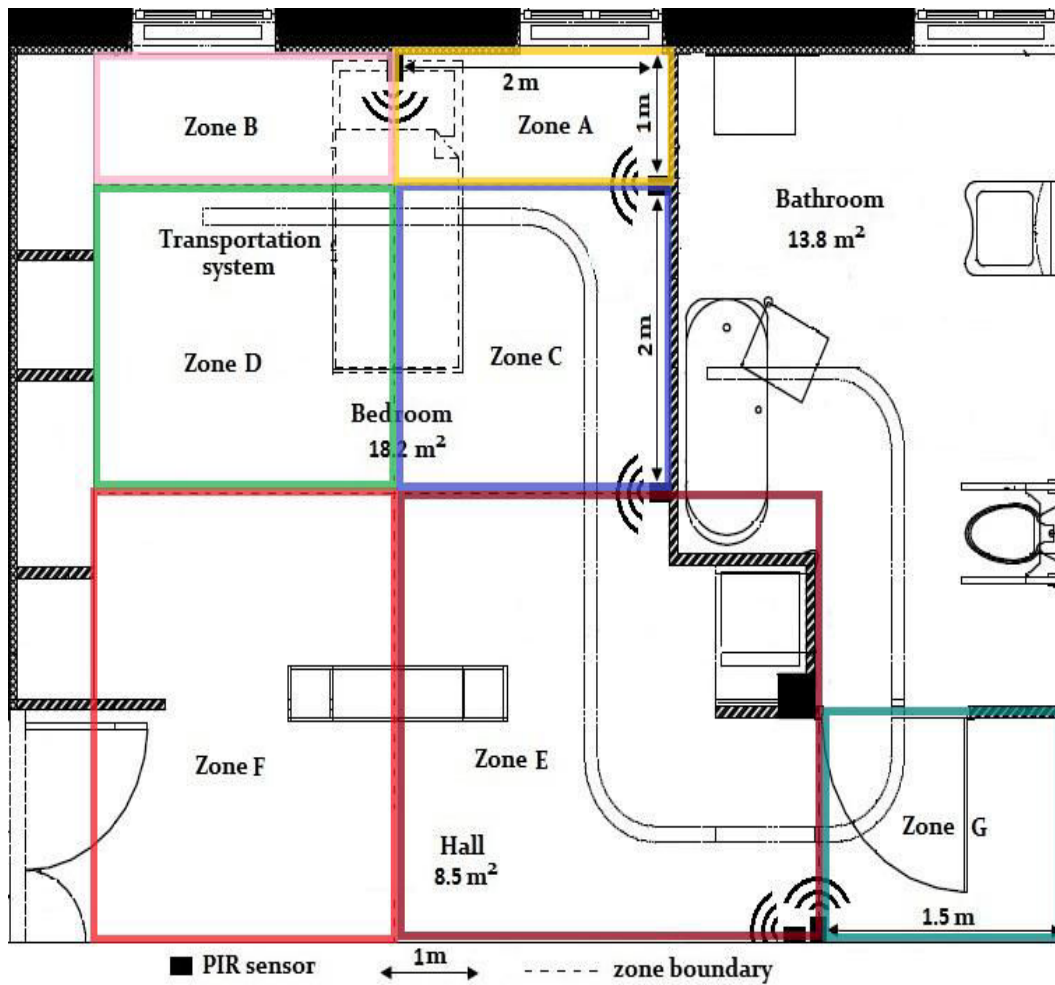 2 m
1 m
Zone B
Zone A
Bathroom
13.8 m²
Transportation
system
2 m
Zone D
Zone C
Bedroom
18.2 m²
Zone F
Zone E
Zone G
Hall
8.5 m²
1.5 m
PIR sensor
1m
zone boundary